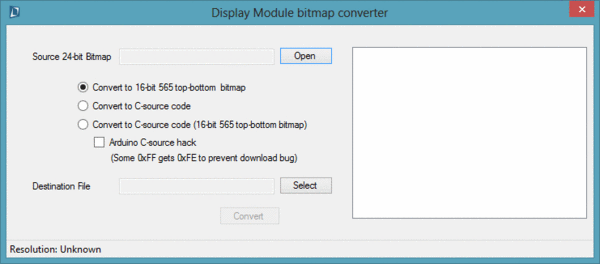 Display Module bitmap converter
Source 24-bit Bitmap
Open
Convert to 16-bit 565 top-bottom bitmap
Convert to C-source code
Convert to C-source code (16-bit 565 top-bottom bitmap)
Arduino C-source hack
(Some 0xFF gets 0xFE to prevent download bug)
Destination File
Select
Convert
Resolution: Unknown